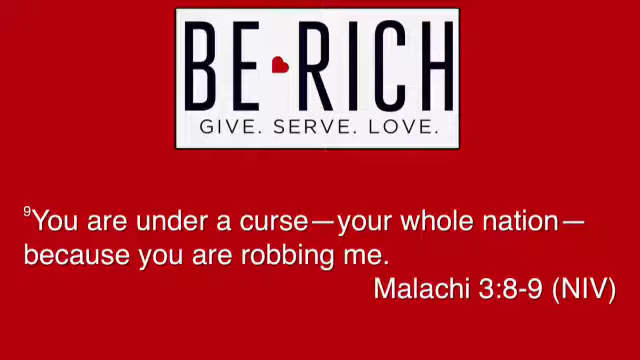 BE RICH
GIVE. SERVE. LOVE.
9You are under a curse—your whole nation—
because you are robbing me.
Malachi 3:8-9 (NIV)